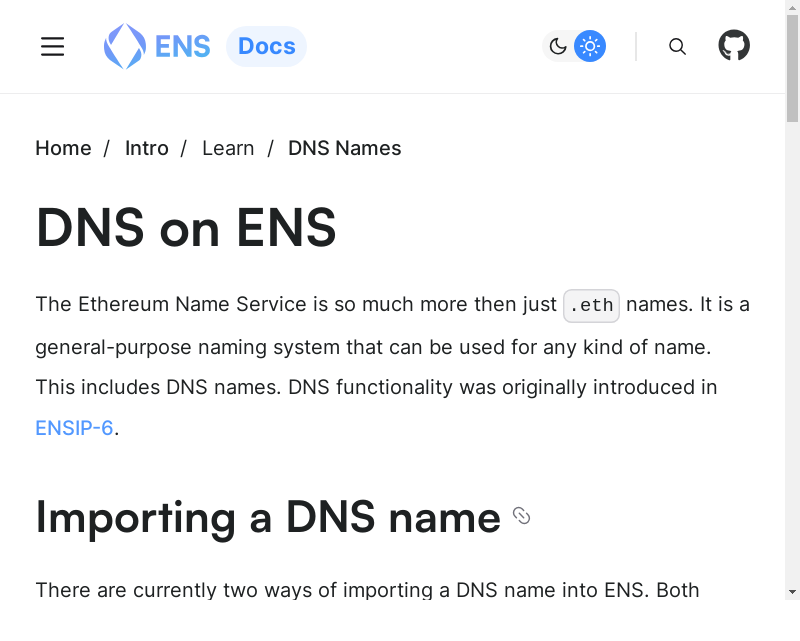 ENS Docs
Home / Intro / Learn / DNS Names
DNS on ENS
The Ethereum Name Service is so much more then just .eth names. It is a
general-purpose naming system that can be used for any kind of name.
This includes DNS names. DNS functionality was originally introduced in
ENSIP-6.
Importing a DNS name
There are currently two ways of importing a DNS name into ENS. Both